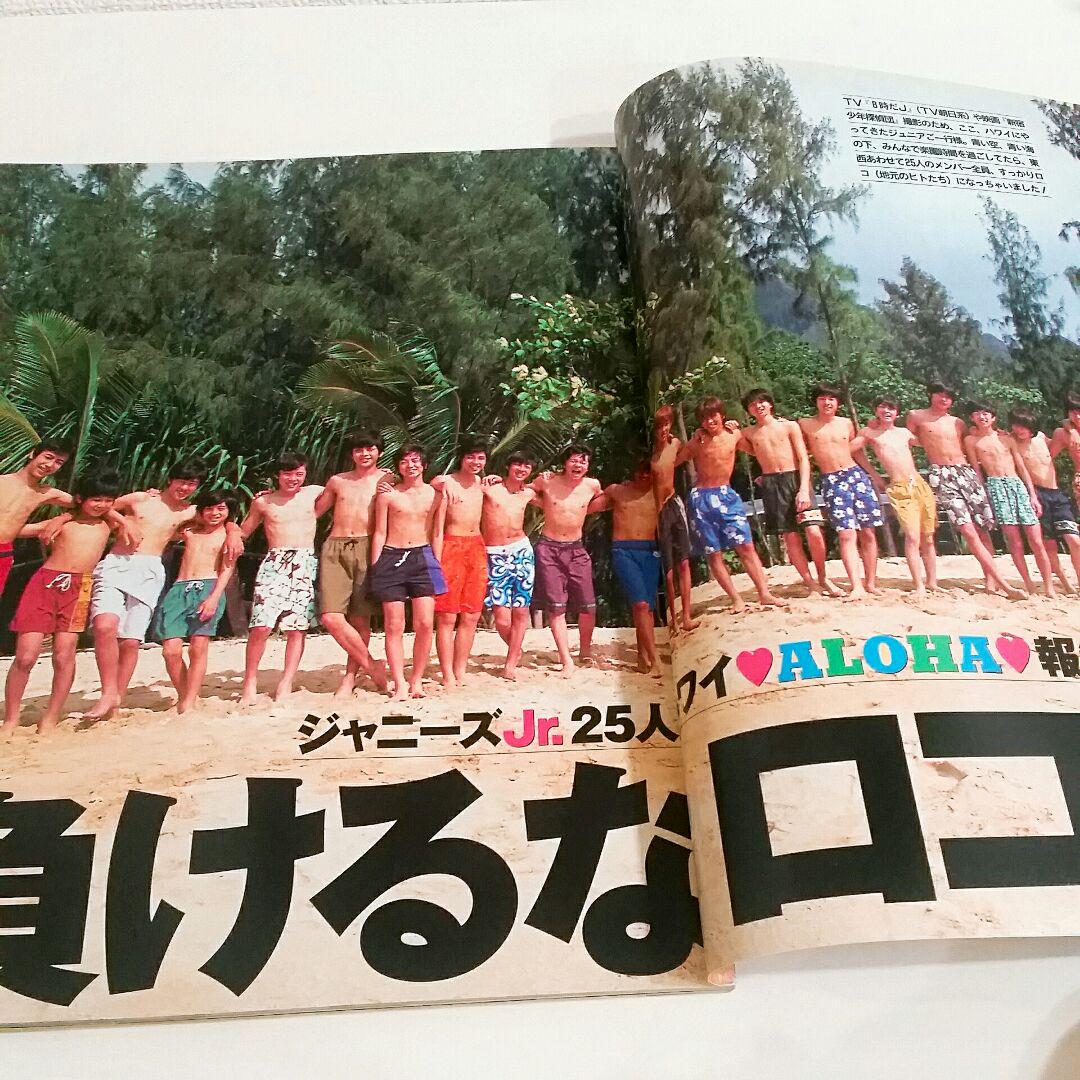 TV『8時だJ』(TV朝日系)や映画『新宿
少年探偵団』撮影のため、ここ、ハワイにや
ってきたジュニアご一行様。青い空、青い海
の下、みんなで楽園時間を過ごしてたら、東
西あわせて25人のメンバー全員、すっかりロ
コ(地元のヒトたち)になっちゃいました!
ワイ♥ALOHA♥報
ジャニーズJr.25人
負けるなロコ